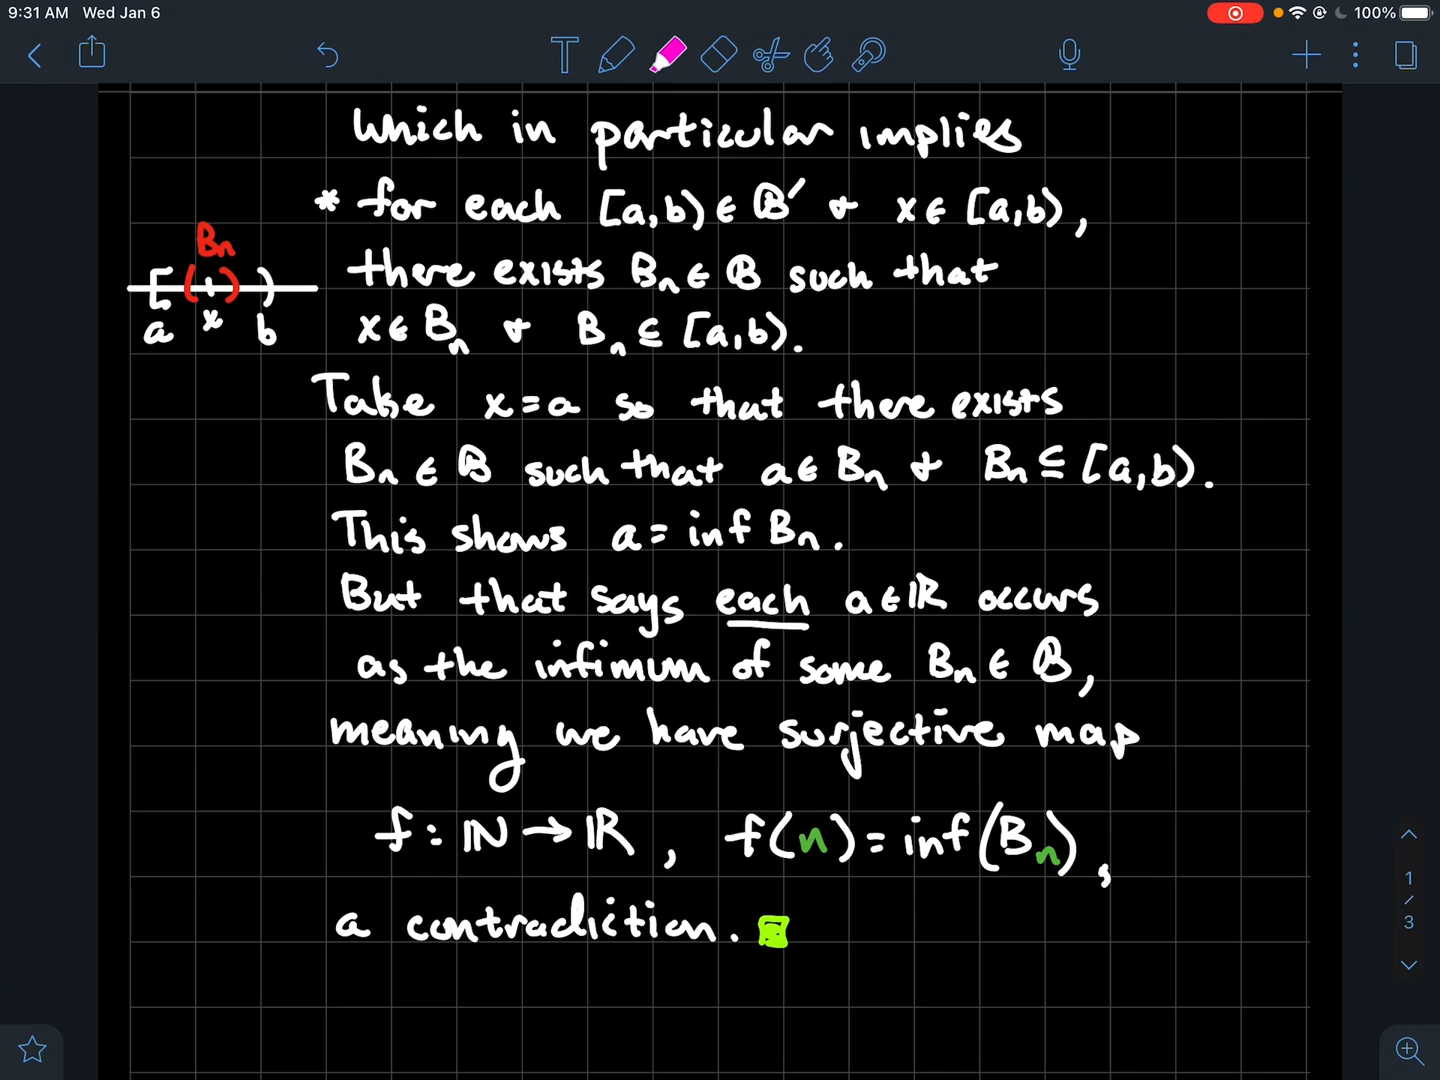 9:31 AM Wed Jan 6
100%
Which in particular implies
* for each [a,b) ∈ 𝔹′ & x ∈ [a,b),
Bn
there exists Bn ∈ 𝔹 such that
a x b
x ∈ Bn & Bn ⊆ [a,b).
Take x=a so that there exists
Bn ∈ 𝔹 such that a ∈ Bn & Bn ⊆ [a,b).
This shows a = inf Bn.
But that says each a ∈ ℝ occurs
as the infimum of some Bn ∈ 𝔹,
meaning we have surjective map
f: ℕ → ℝ, f(n) = inf(Bn),
a contradiction.
1
/
3